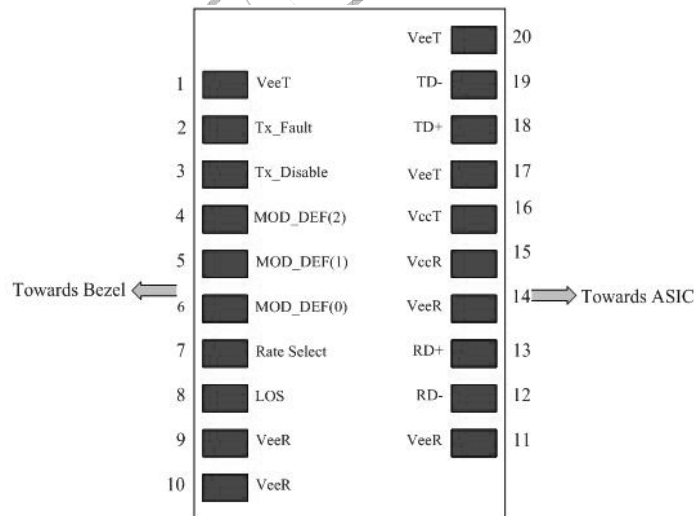 VeeT 20
1 VeeT TD- 19
2 Tx_Fault TD+ 18
3 Tx_Disable VeeT 17
4 MOD_DEF(2) VccT 16
5 MOD_DEF(1) VccR 15
Towards Bezel
6 MOD_DEF(0) VeeR 14
Towards ASIC
7 Rate Select RD+ 13
8 LOS RD- 12
9 VeeR VeeR 11
10 VeeR